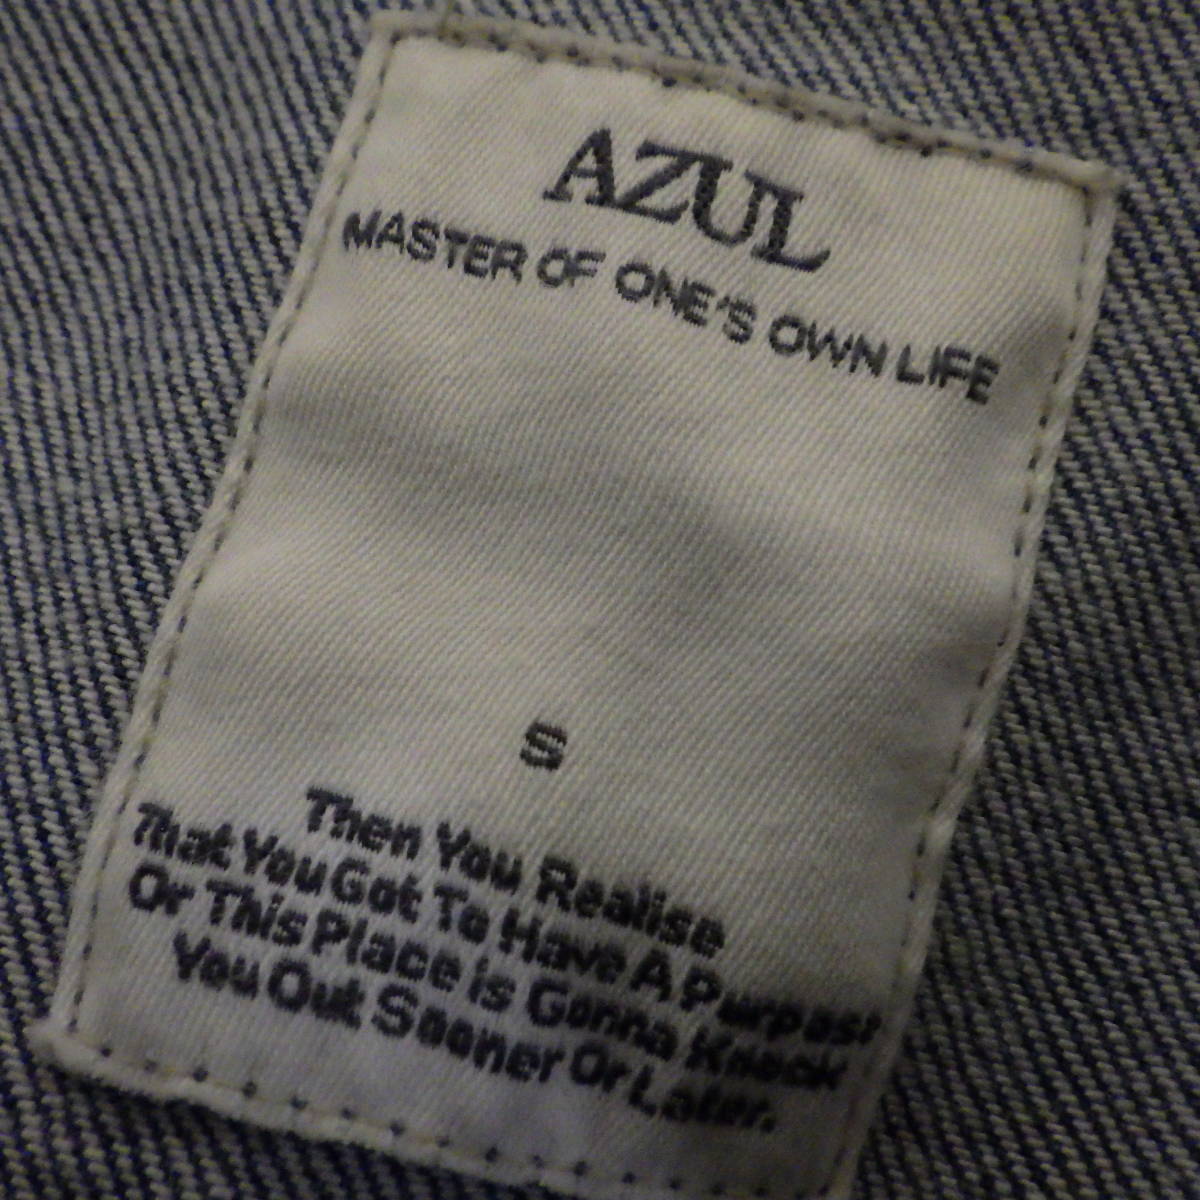 AZUL
MASTER OF ONE'S OWN LIFE
S
Then You Realise
That You Got To Have A Purpose
Or This Place is Gonna Knock
You Out Sooner Or Later.